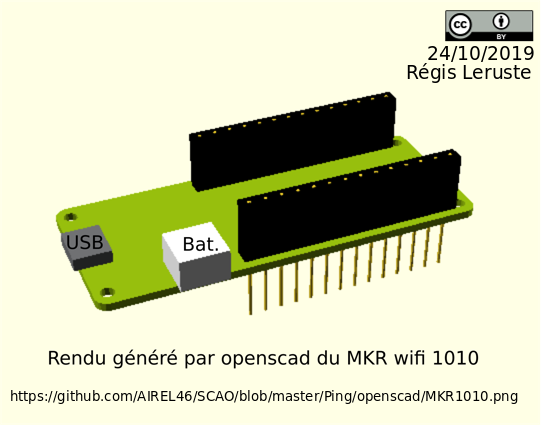 cc
BY
24/10/2019
Régis Leruste
USB
Bat.
Rendu généré par openscad du MKR wifi 1010
https://github.com/AIREL46/SCAO/blob/master/Ping/openscad/MKR1010.png